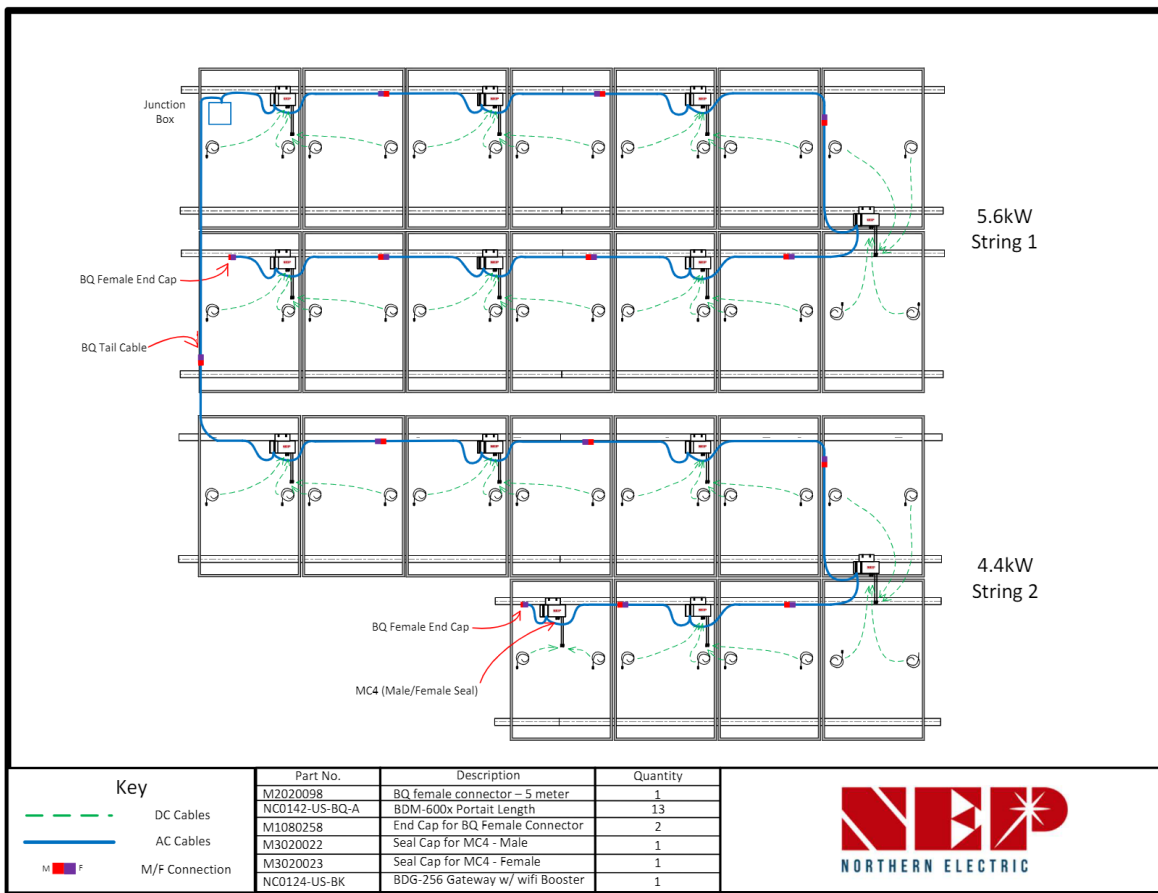 Junction
Box
5.6kW
String 1
BQ Female End Cap
BQ Tail Cable
4.4kW
String 2
BQ Female End Cap
MC4 (Male/Female Seal)
Key
DC Cables
AC Cables
M F M/F Connection
Part No. Description Quantity
M2020098 BQ female connector – 5 meter 1
NC0142-US-BQ-A BDM-600x Portait Length 13
M1080258 End Cap for BQ Female Connector 2
M3020022 Seal Cap for MC4 - Male 1
M3020023 Seal Cap for MC4 - Female 1
NC0124-US-BK BDG-256 Gateway w/ wifi Booster 1
NEP
NORTHERN ELECTRIC